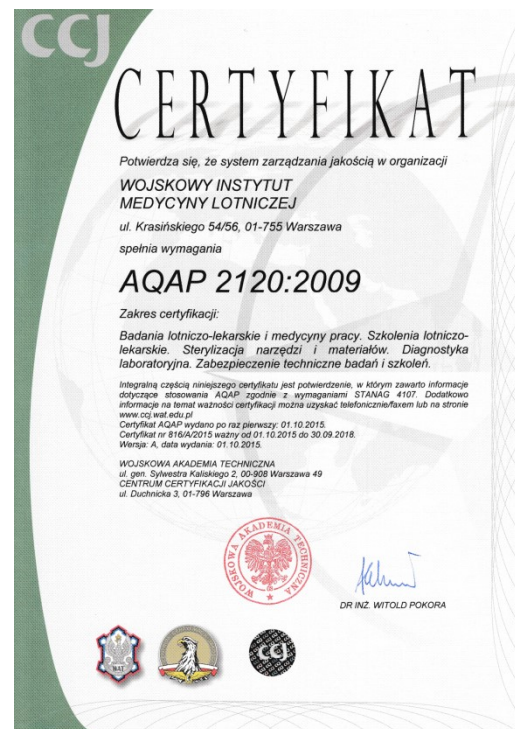 CCJ
CERTYFIKAT
Potwierdza się, że system zarządzania jakością w organizacji
WOJSKOWY INSTYTUT
MEDYCYNY LOTNICZEJ
ul. Krasińskiego 54/56, 01-755 Warszawa
spełnia wymagania
AQAP 2120:2009
Zakres certyfikacji:
Badania lotniczo-lekarskie i medycyny pracy. Szkolenia lotniczo-
lekarskie. Sterylizacja narzędzi i materiałów. Diagnostyka
laboratoryjna. Zabezpieczenie techniczne badań i szkoleń.
Integralną częścią niniejszego certyfikatu jest potwierdzenie, w którym zawarto informacje
dotyczące stosowania AQAP zgodnie z wymaganiami STANAG 4107. Dodatkowo
informacje na temat ważności certyfikacji można uzyskać telefonicznie/faxem lub na stronie
www.ccj.wat.edu.pl
Certyfikat AQAP wydano po raz pierwszy: 01.10.2015.
Certyfikat nr 816/A/2015 ważny od 01.10.2015 do 30.09.2018.
Wersja: A, data wydania: 01.10.2015.
WOJSKOWA AKADEMIA TECHNICZNA
ul. gen. Sylwestra Kaliskiego 2, 00-908 Warszawa 49
CENTRUM CERTYFIKACJI JAKOŚCI
ul. Duchnicka 3, 01-796 Warszawa
WOJSKOWA AKADEMIA TECHNICZNA
DR INŻ. WITOLD POKORA
WAT
CCJ